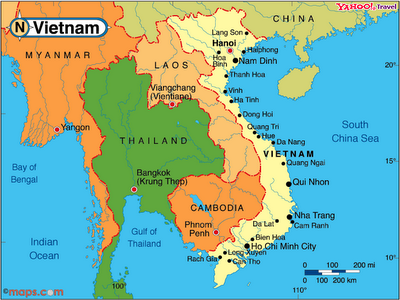 N Vietnam
YAHOO! Travel
CHINA
MYANMAR
Lang Son
Hanoi
Haiphong
Hoa
Binh
Nam Dinh
20°
LAOS
Thanh Hoa
Viangchang
(Vientiane)
Vinh
Ha Tinh
Yangon
Dong Hoi
THAILAND
Quang Tri
Hue
Da Nang
South
China Sea
Bay of
Bengal
VIETNAM
15°
Quang Ngai
Bangkok
(Krung Thep)
Qui Nhon
CAMBODIA
Nha Trang
Da Lat
Cam Ranh
Phnom
Penh
Gulf of
Thailand
Bien Hoa
Ho Chi Minh City
Indian
Ocean
Long Xuyen
Rach Gia
Can Tho
10°
0 100 200 mi
0 100 200 km
100°
110°
©maps.com